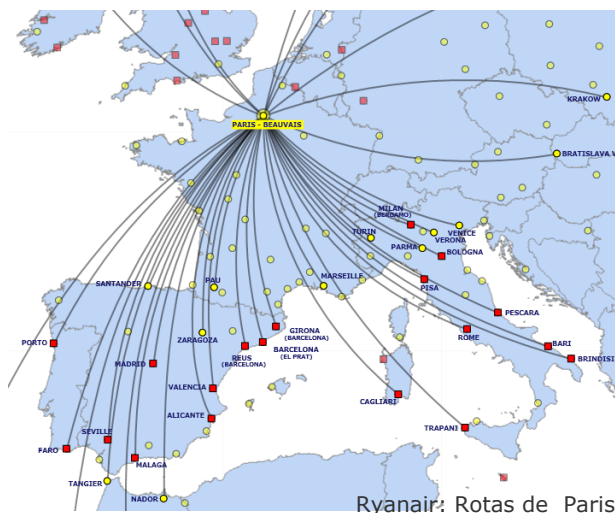 KRAKOW
PARIS - BEAUVAIS
BRATISLAVA.V
MILAN
(BERGAMO)
TURIN
VENICE
VERONA
PARMA
BOLOGNA
SANTANDER
PAU
MARSEILLE
PISA
PESCARA
GIRONA
(BARCELONA)
PORTO
ZARAGOZA
ROME
BARI
MADRID
REUS
(BARCELONA)
BARCELONA
(EL PRAT)
BRINDISI
VALENCIA
CAGLIARI
ALICANTE
TRAPANI
SEVILLE
FARO
MALAGA
TANGIER
NADOR
Ryanair: Rotas de Paris